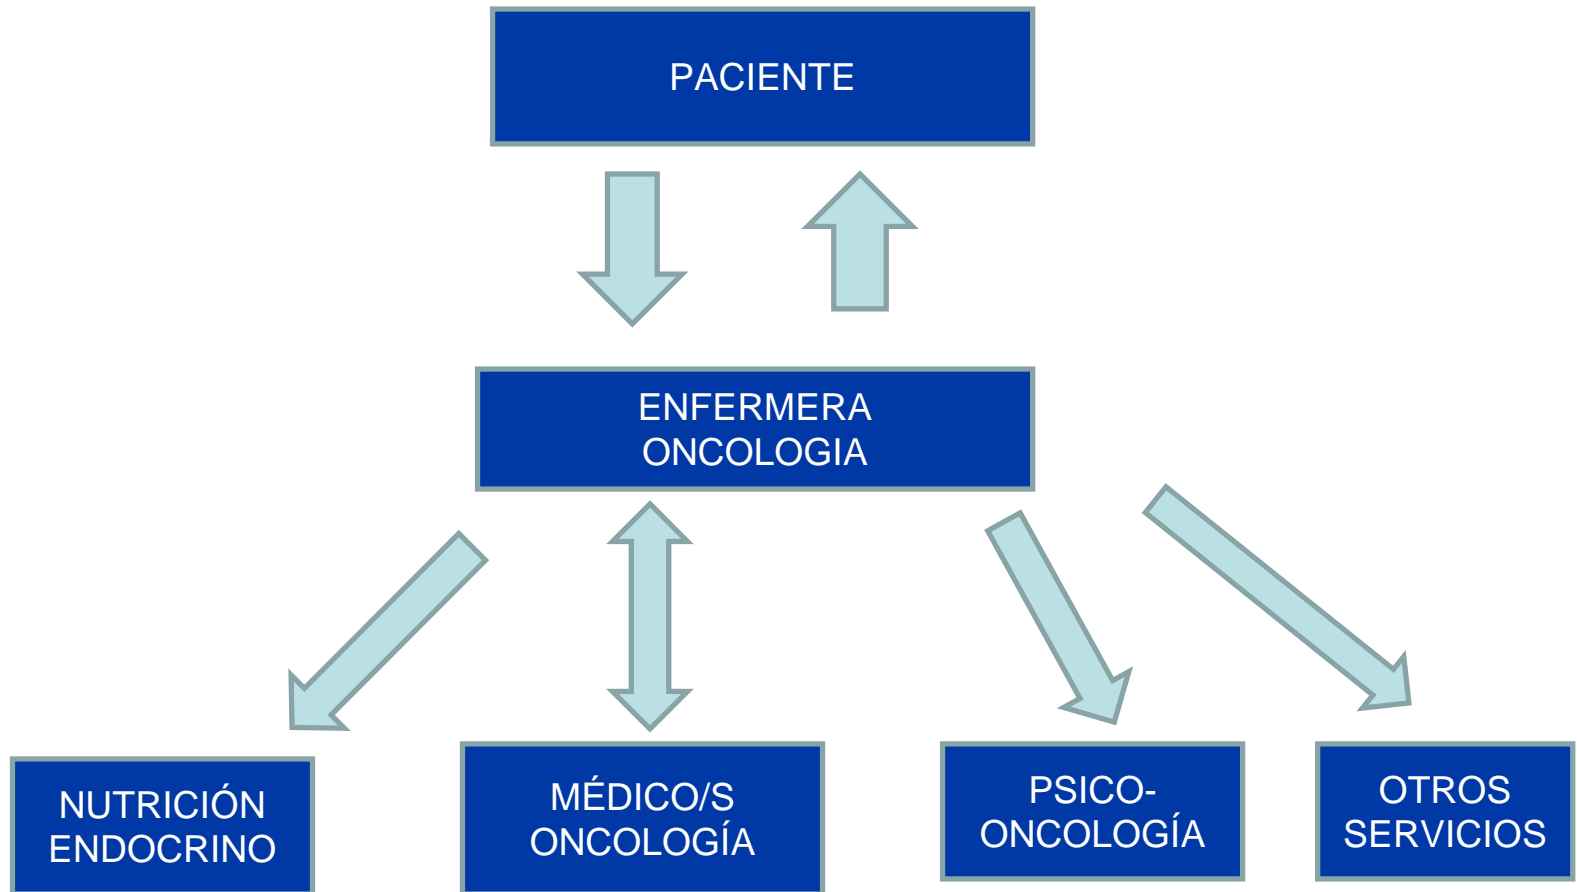 PACIENTE
ENFERMERA
ONCOLOGIA
NUTRICIÓN
ENDOCRINO
MÉDICO/S
ONCOLOGÍA
PSICO-
ONCOLOGÍA
OTROS
SERVICIOS